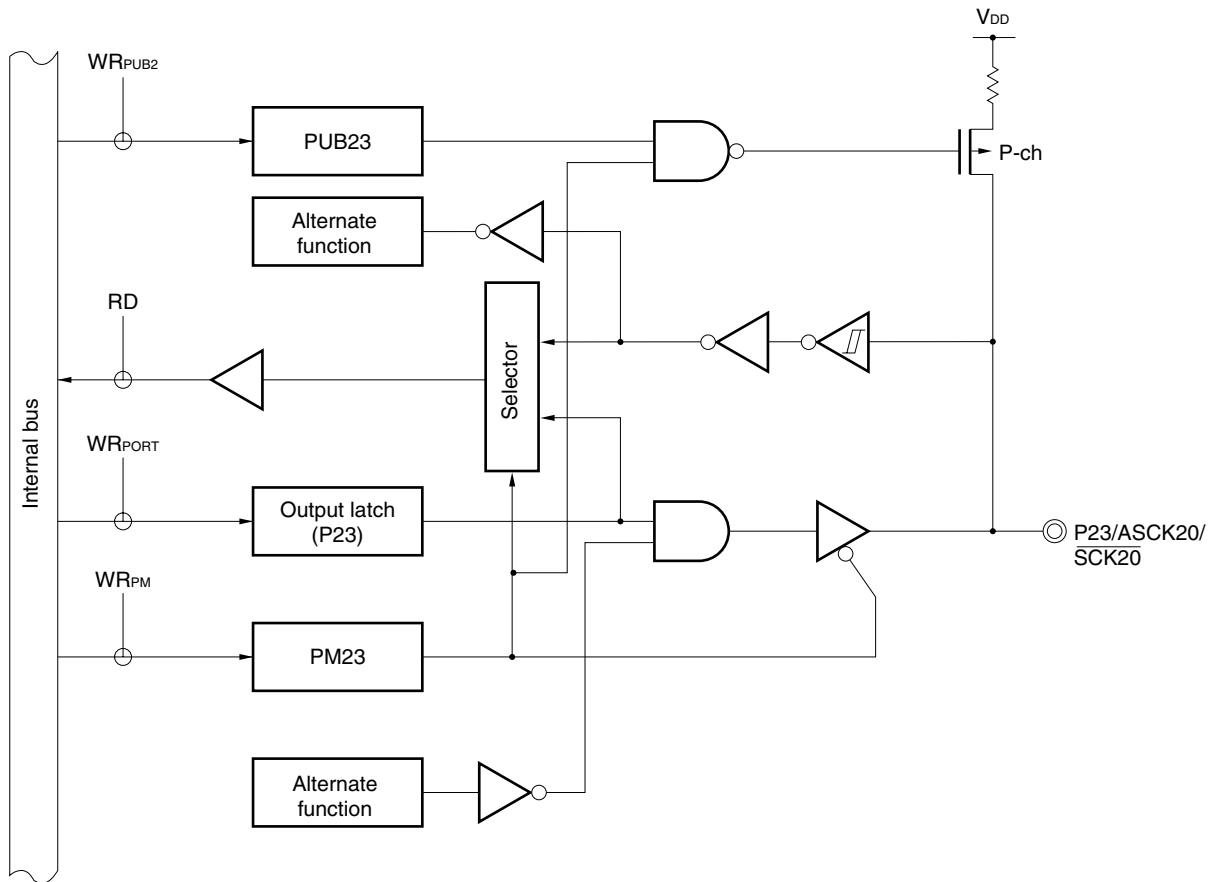 VDD
WRPUB2
PUB23
P-ch
Alternate
function
RD
Selector
Internal bus
WRPORT
Output latch
(P23)
P23/ASCK20/
SCK20
WRPM
PM23
Alternate
function